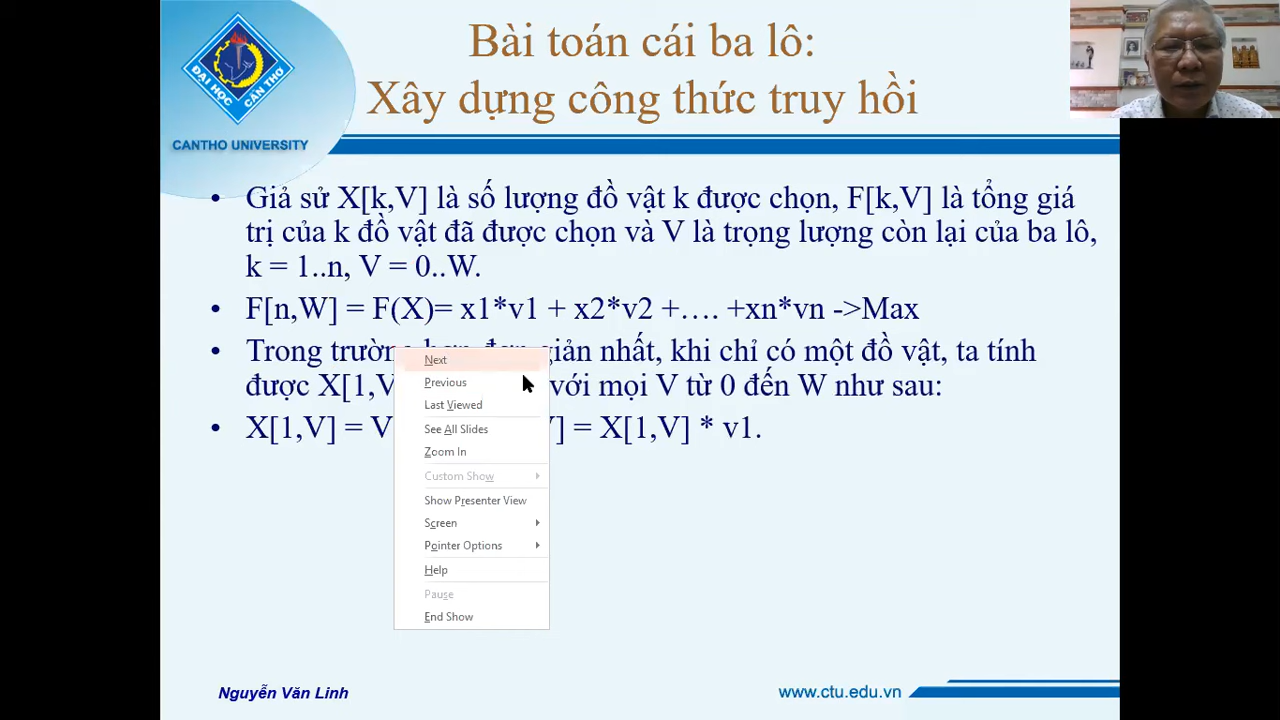 ĐẠI HỌC CẦN THƠ
CANTHO UNIVERSITY
Bài toán cái ba lô:
Xây dựng công thức truy hồi
• Giả sử X[k,V] là số lượng đồ vật k được chọn, F[k,V] là tổng giá
trị của k đồ vật đã được chọn và V là trọng lượng còn lại của ba lô,
k = 1..n, V = 0..W.
• F[n,W] = F(X)= x1*v1 + x2*v2 +…. +xn*vn ->Max
• Trong trường giản nhất, khi chỉ có một đồ vật, ta tính
được X[1,V với mọi V từ 0 đến W như sau:
• X[1,V] = V ] = X[1,V] * v1.
Next
Previous
Last Viewed
See All Slides
Zoom In
Custom Show
Show Presenter View
Screen
Pointer Options
Help
Pause
End Show
Nguyễn Văn Linh
www.ctu.edu.vn